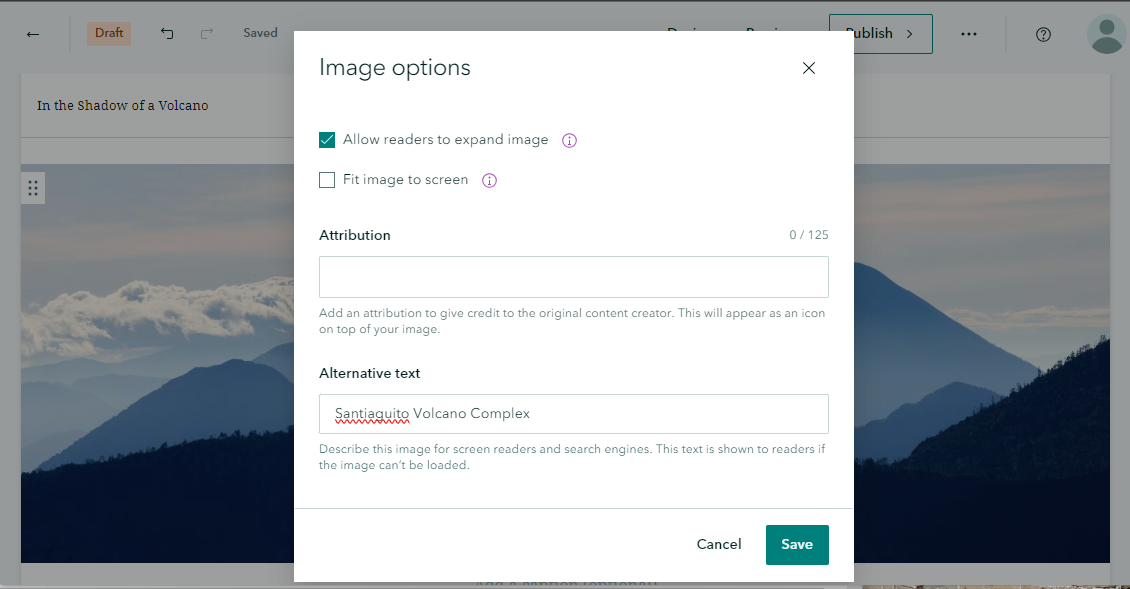 Draft
Saved
Publish
In the Shadow of a Volcano
Image options
Allow readers to expand image
Fit image to screen
Attribution
0 / 125
Add an attribution to give credit to the original content creator. This will appear as an icon
on top of your image.
Alternative text
Santiaguito Volcano Complex
Describe this image for screen readers and search engines. This text is shown to readers if
the image can't be loaded.
Cancel
Save